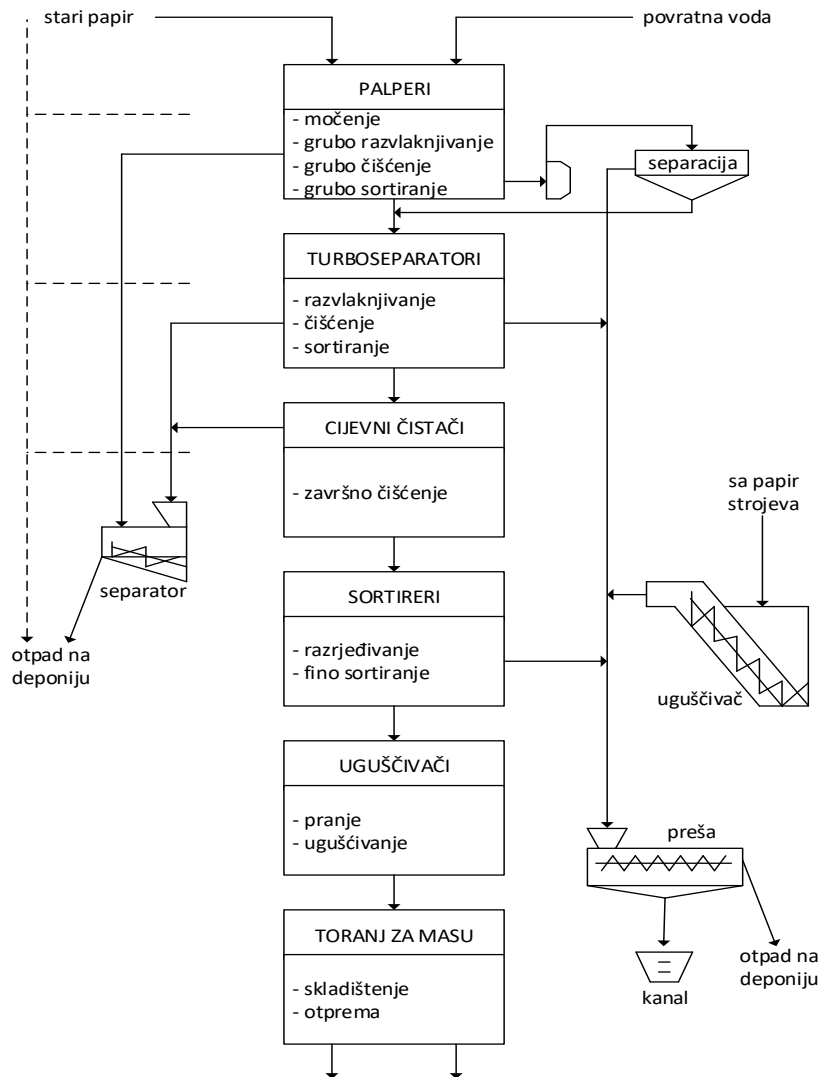 stari papir
povratna voda
PALPERI
- močenje
- grubo razvlaknjivanje
- grubo čišćenje
- grubo sortiranje
separacija
TURBOSEPARATORI
- razvlaknjivanje
- čišćenje
- sortiranje
CIJEVNI ČISTAČI
- završno čišćenje
sa papir
strojeva
separator
SORTIRERI
- razrjeđivanje
- fino sortiranje
otpad na
deponiju
uguščivač
UGUŠČIVAČI
- pranje
- ugušćivanje
preša
TORANJ ZA MASU
- skladištenje
- otprema
kanal
otpad na
deponiju